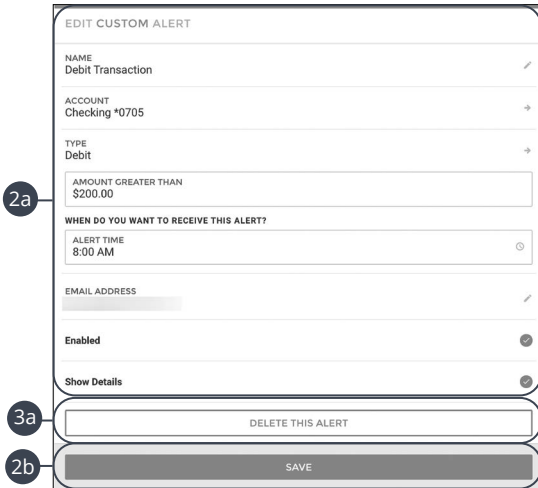 EDIT CUSTOM ALERT
NAME
Debit Transaction
ACCOUNT
Checking *0705
TYPE
Debit
2a
AMOUNT GREATER THAN
$200.00
WHEN DO YOU WANT TO RECEIVE THIS ALERT?
ALERT TIME
8:00 AM
EMAIL ADDRESS
Enabled
Show Details
3a
DELETE THIS ALERT
2b
SAVE